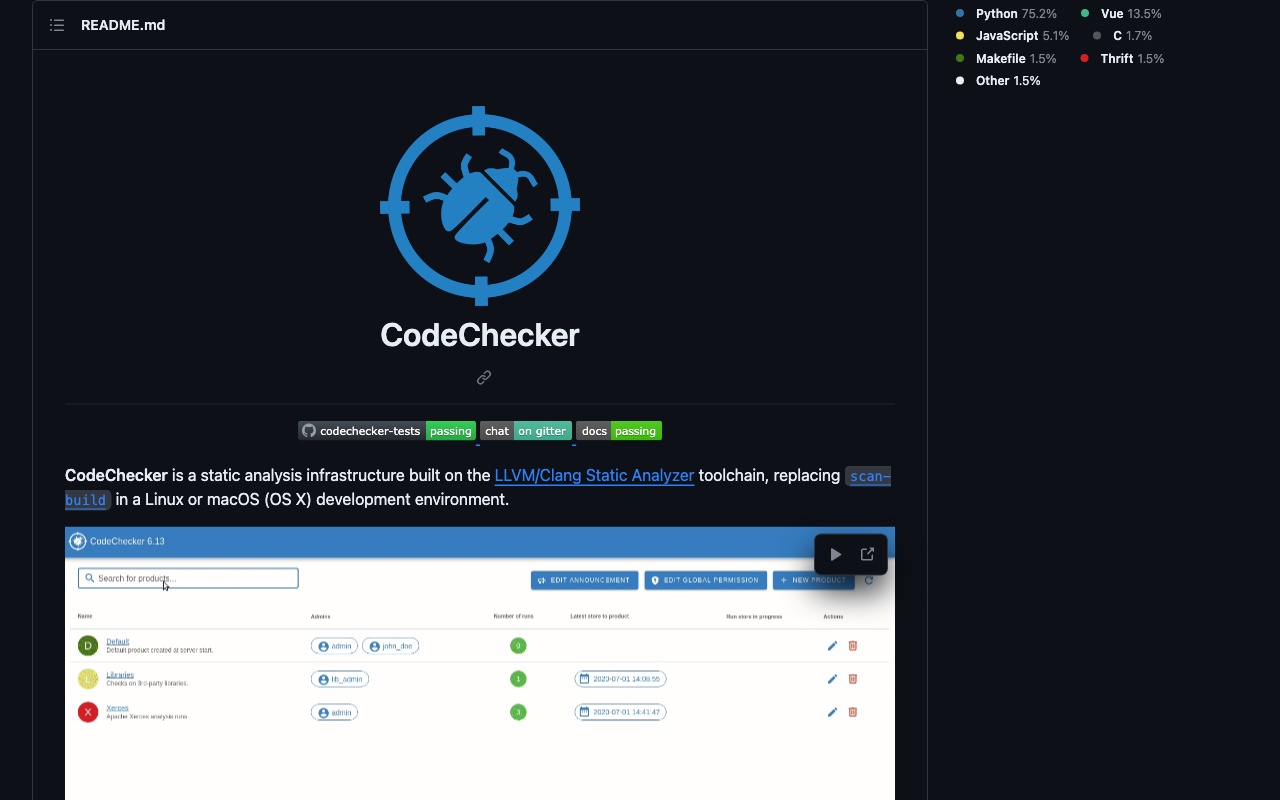 README.md
Python 75.2%
Vue 13.5%
JavaScript 5.1%
C 1.7%
Makefile 1.5%
Thrift 1.5%
Other 1.5%
CodeChecker
codechecker-tests passing
chat on gitter
docs passing
CodeChecker is a static analysis infrastructure built on the LLVM/Clang Static Analyzer toolchain, replacing scan-
build in a Linux or macOS (OS X) development environment.
CodeChecker 6.13
Search for products...
EDIT ANNOUNCEMENT
EDIT GLOBAL PERMISSION
NEW PRODUCT
Name Admins Number of runs Latest store to product Run store in progress Actions
D Default admin john_doe 0
Default product created at server start.
L Libraries lib_admin 1 2020-07-01 14:08:55
Checks on 3rd-party libraries.
X Xerces admin 3 2020-07-01 14:41:47
Apache Xerces analysis runs